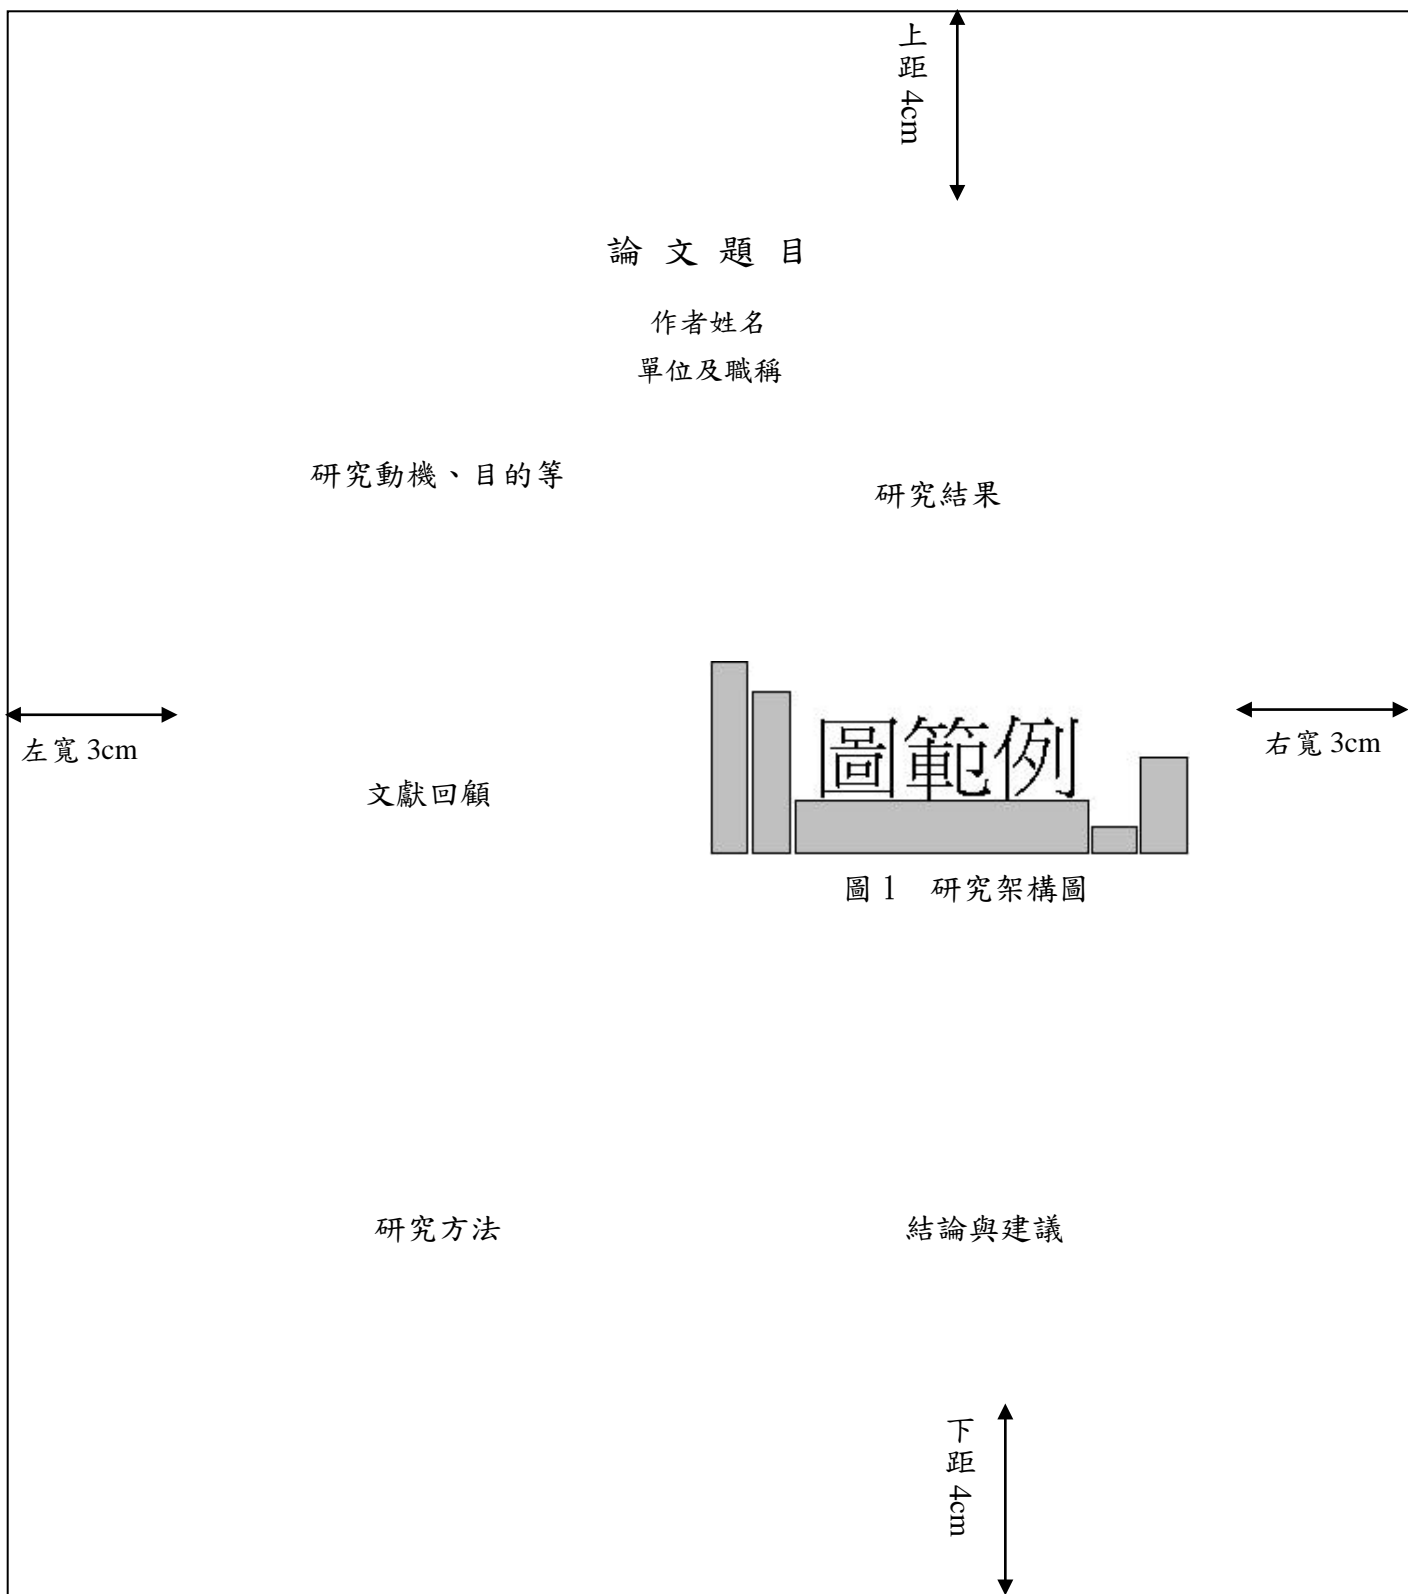 上距 4cm
論 文 題 目
作者姓名
單位及職稱
研究動機、目的等
研究結果
左寬 3cm
圖範例
右寬 3cm
文獻回顧
圖 1 研究架構圖
研究方法
結論與建議
下距 4cm